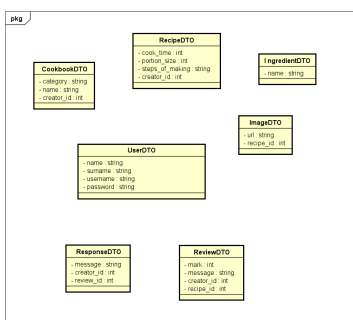 pkg
RecipeDTO
- cook_time : int
- portion_size : int
- steps_of_making : string
- creator_id : int
CookbookDTO
- category : string
- name : string
- creator_id : int
I ngredientDTO
- name : string
ImageDTO
- url : string
- recipe_id : int
UserDTO
- name : string
- surname : string
- username : string
- password : string
ResponseDTO
- message : string
- creator_id : int
- review_id : int
ReviewDTO
- mark : int
- message : string
- creator_id : int
- recipe_id : int